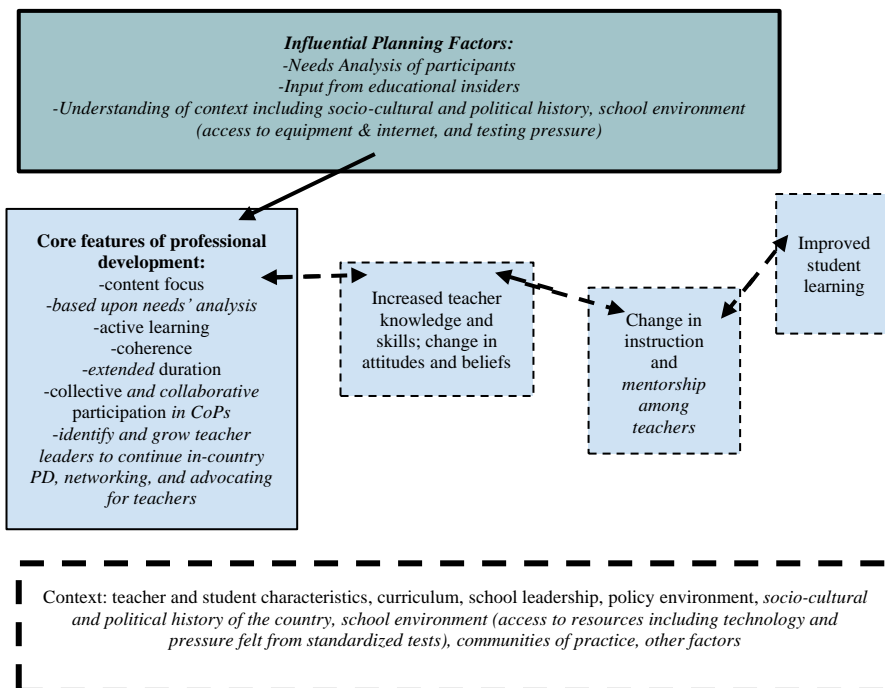 Influential Planning Factors:
-Needs Analysis of participants
-Input from educational insiders
-Understanding of context including socio-cultural and political history, school environment
(access to equipment & internet, and testing pressure)
Core features of professional
development:
-content focus
-based upon needs’ analysis
-active learning
-coherence
-extended duration
-collective and collaborative
participation in CoPs
-identify and grow teacher
leaders to continue in-country
PD, networking, and advocating
for teachers
Increased teacher
knowledge and
skills; change in
attitudes and beliefs
Change in
instruction and
mentorship
among
teachers
Improved
student
learning
Context: teacher and student characteristics, curriculum, school leadership, policy environment, socio-cultural
and political history of the country, school environment (access to resources including technology and
pressure felt from standardized tests), communities of practice, other factors